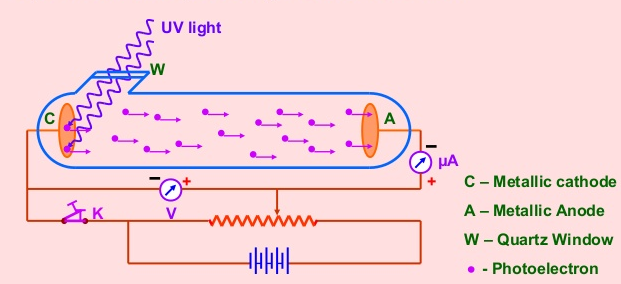 UV light
W
C
A
−
μA
+
− +
V
K
C – Metallic cathode
A – Metallic Anode
W – Quartz Window
- Photoelectron